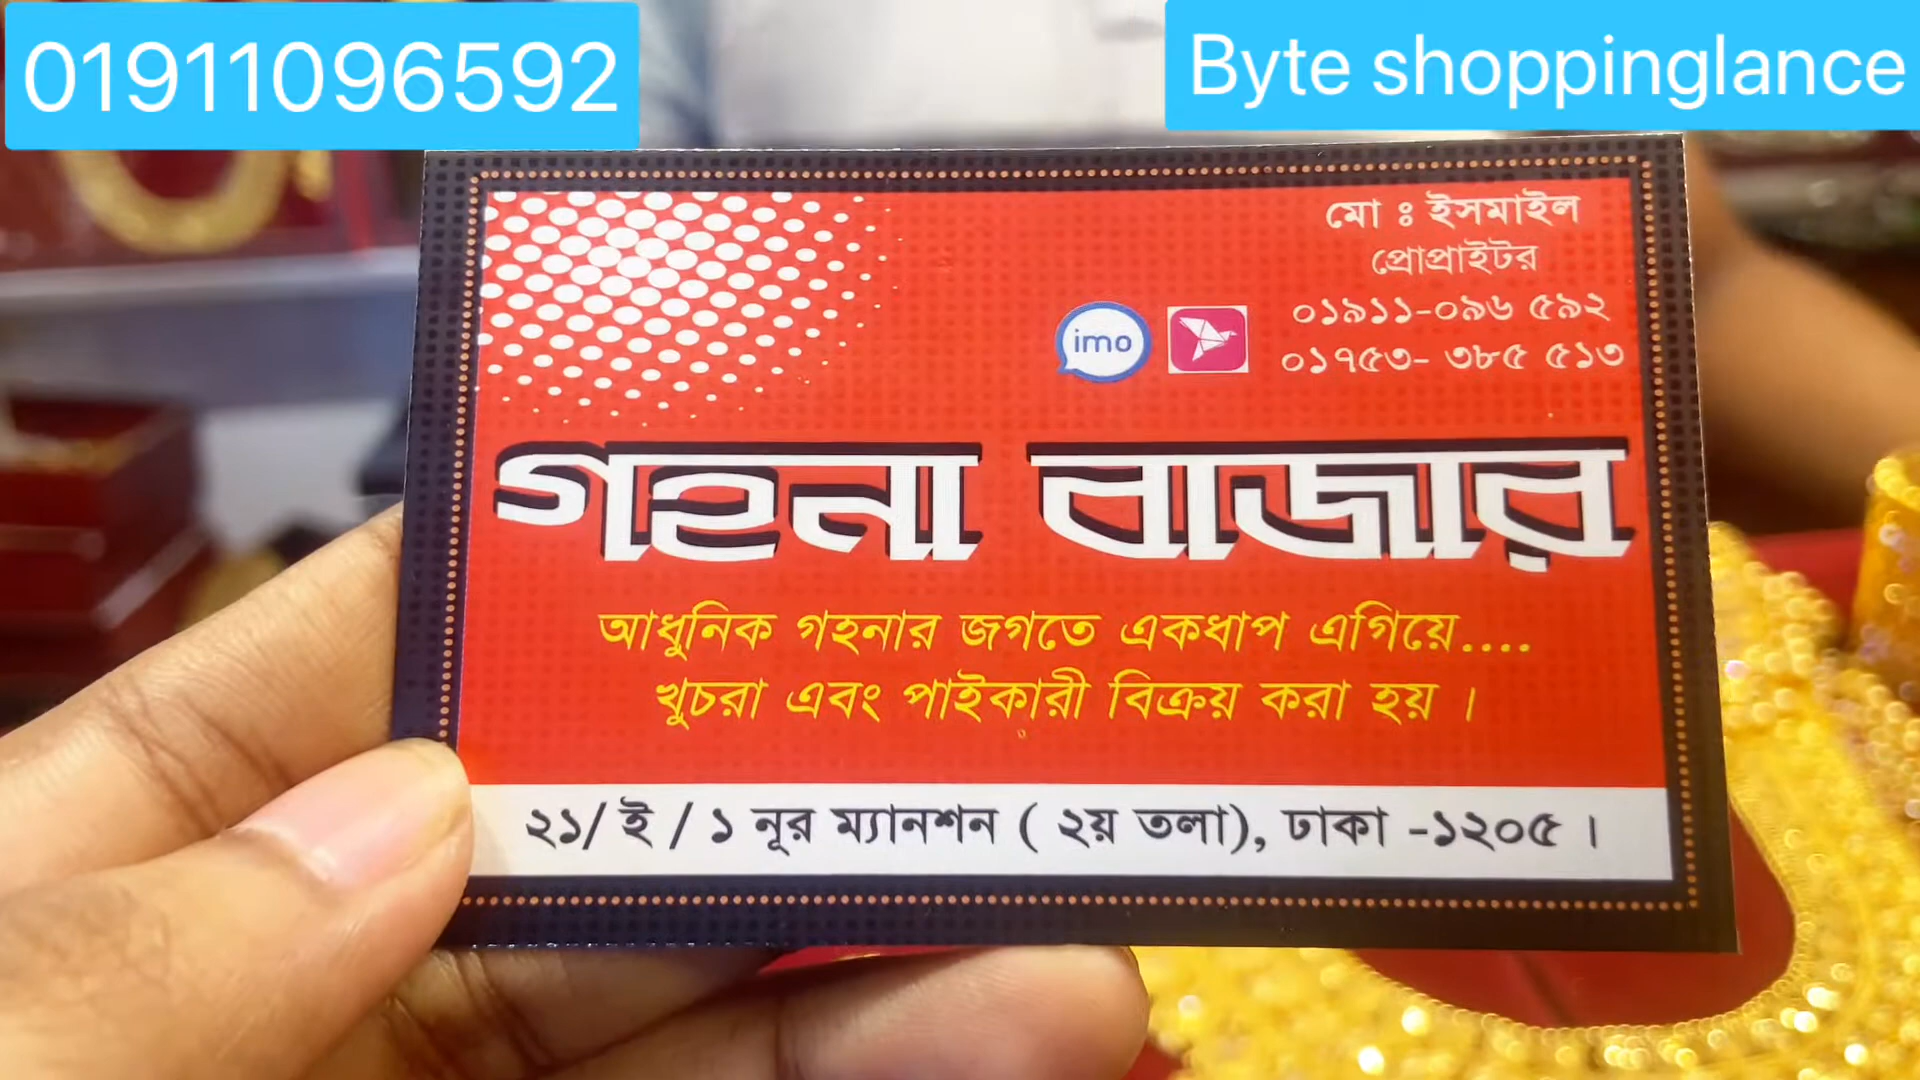 01911096592
Byte shoppinglance
মো ঃ ইসমাইল
প্রোপ্রাইটর
imo
০১৯১১-০৯৬ ৫৯২
০১৭৫৩- ৩৮৫ ৫১৩
গহনা বাজার
আধুনিক গহনার জগতে একধাপ এগিয়ে....
খুচরা এবং পাইকারী বিক্রয় করা হয় ।
২১/ ই / ১ নূর ম্যানশন ( ২য় তলা), ঢাকা -১২০৫ ।